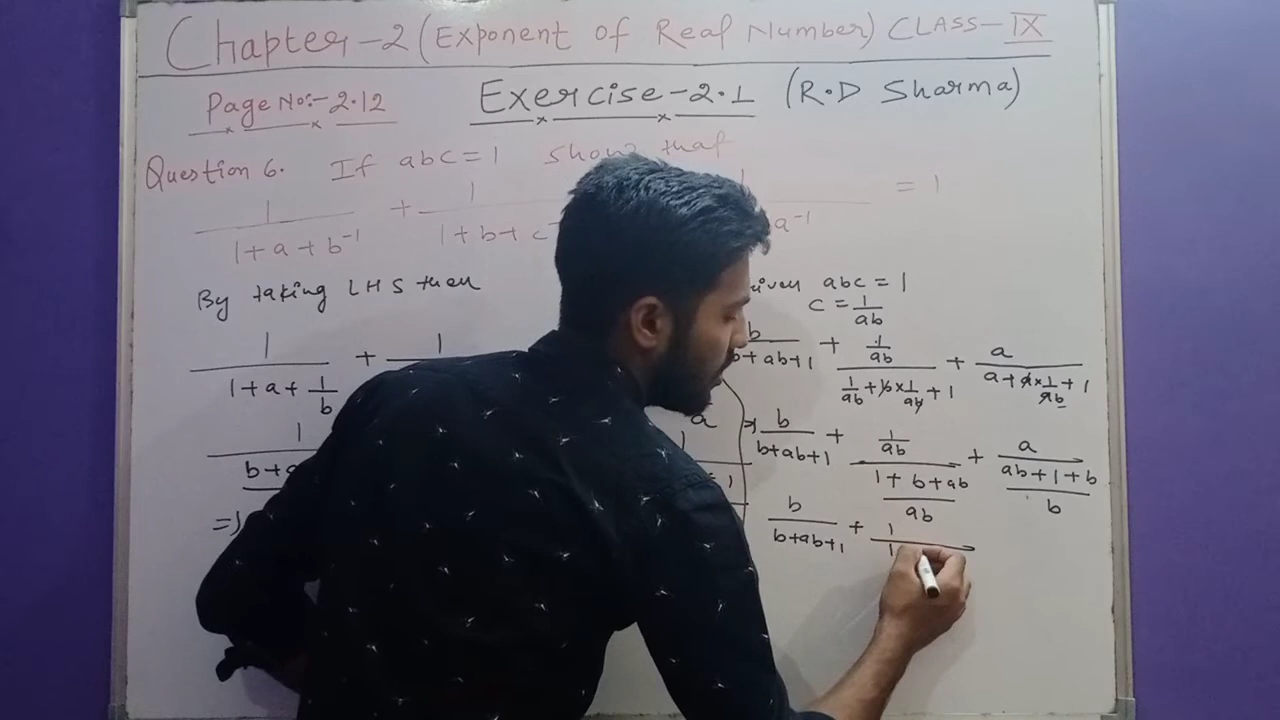 Chapter-2 (Exponent of Real Number) CLASS-IX
Page No:-2.12 Exercise-2.1 (R.D Sharma)
Question 6. If abc=1 Show that
1/(1+a+b⁻¹) + 1/(1+b+c a⁻¹ = 1
By taking LHS then
abc = 1
c = 1/ab
1/(1+a+1/b) + 1
b/(b+ab+1) + (1/ab)/(1/ab+b×1/ab+1) + a/(a+a×1/ab+1)
1
b+a
a
⇒ b/(b+ab+1) + (1/ab)/((1+b+ab)/ab) + a/((ab+1+b)/b)
=)
b/(b+ab+1) + 1/1